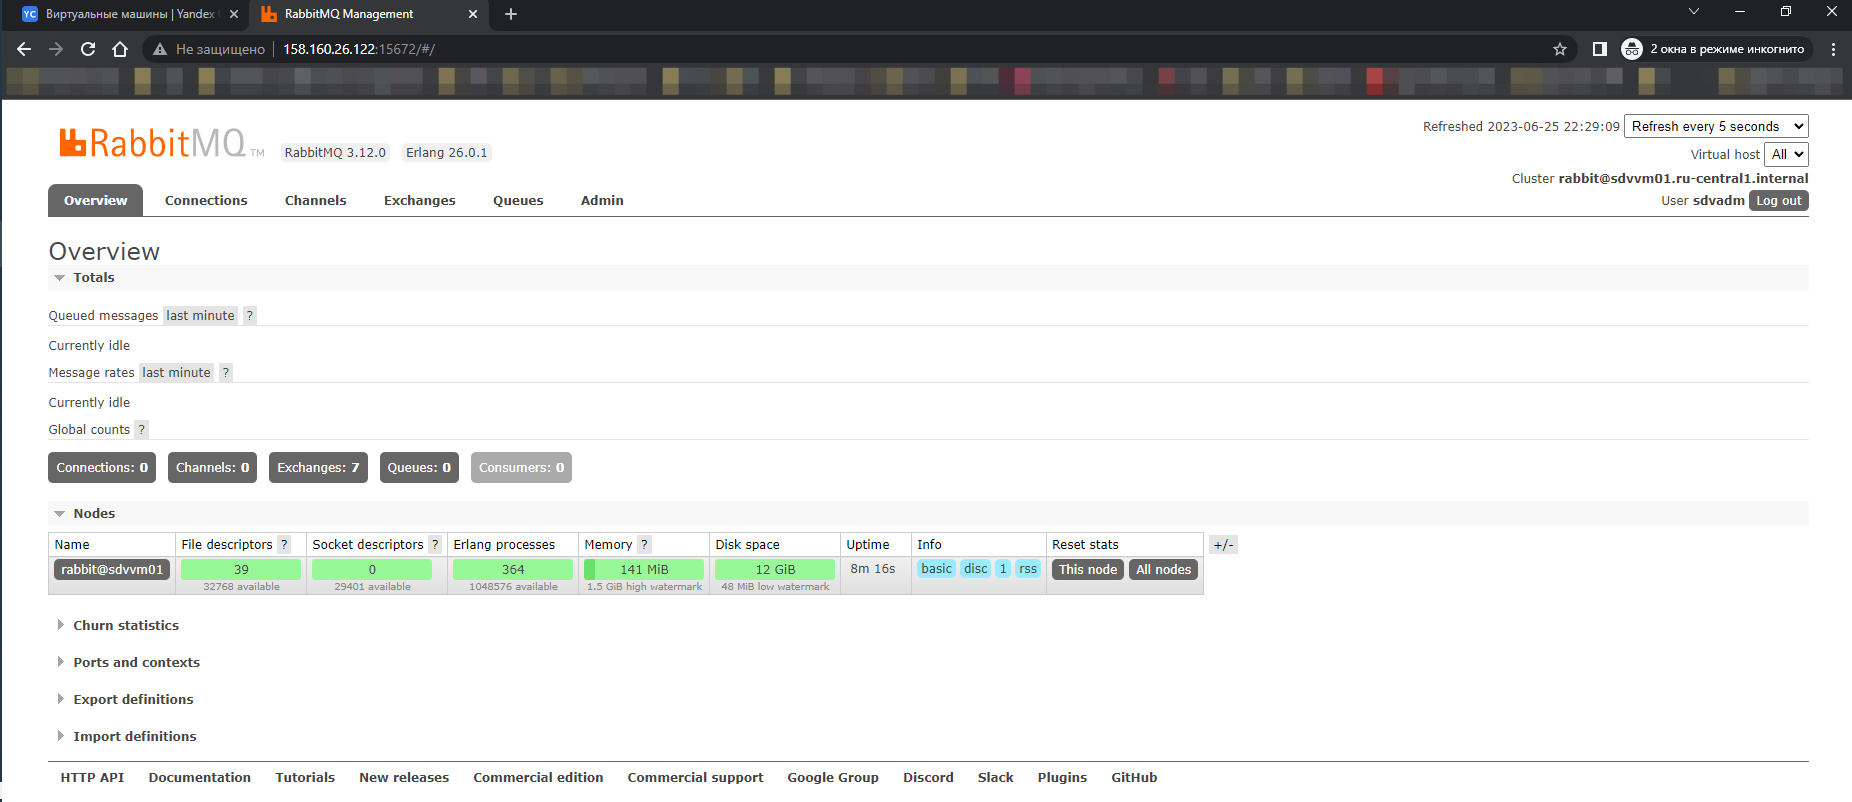 YC Виртуальные машины | Yandex
RabbitMQ Management
Не защищено 158.160.26.122:15672/#/
2 окна в режиме инкогнито
RabbitMQ TM RabbitMQ 3.12.0 Erlang 26.0.1
Refreshed 2023-06-25 22:29:09 Refresh every 5 seconds
Virtual host All
Cluster rabbit@sdvvm01.ru-central1.internal
User sdvadm Log out
Overview Connections Channels Exchanges Queues Admin
Overview
Totals
Queued messages last minute ?
Currently idle
Message rates last minute ?
Currently idle
Global counts ?
Connections: 0 Channels: 0 Exchanges: 7 Queues: 0 Consumers: 0
Nodes
Name File descriptors ? Socket descriptors ? Erlang processes Memory ? Disk space Uptime Info Reset stats +/-
rabbit@sdvvm01 39 0 364 141 MiB 12 GiB 8m 16s basic disc 1 rss This node All nodes
32768 available 29401 available 1048576 available 1.5 GiB high watermark 48 MiB low watermark
Churn statistics
Ports and contexts
Export definitions
Import definitions
HTTP API Documentation Tutorials New releases Commercial edition Commercial support Google Group Discord Slack Plugins GitHub